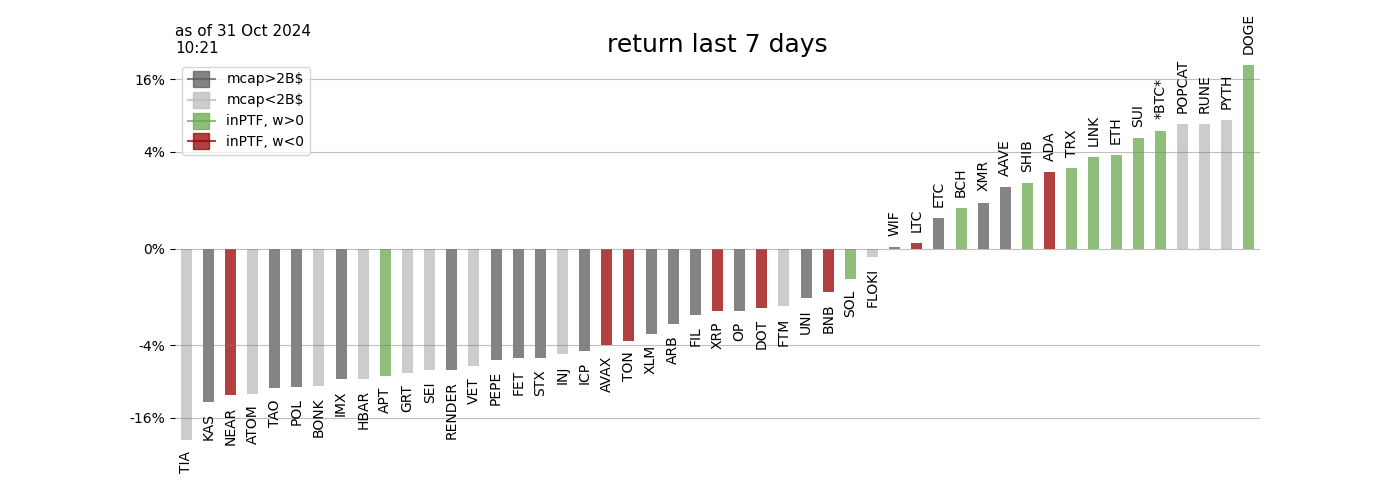 as of 31 Oct 2024
10:21
return last 7 days
mcap>2B$
mcap<2B$
inPTF, w>0
inPTF, w<0
16%
4%
0%
-4%
-16%
TIA
KAS
NEAR
ATOM
TAO
POL
BONK
IMX
HBAR
APT
GRT
SEI
RENDER
VET
PEPE
FET
STX
INJ
ICP
AVAX
TON
XLM
ARB
FIL
XRP
OP
DOT
FTM
UNI
BNB
SOL
FLOKI
WIF
LTC
ETC
BCH
XMR
AAVE
SHIB
ADA
TRX
LINK
ETH
SUI
*BTC*
POPCAT
RUNE
PYTH
DOGE